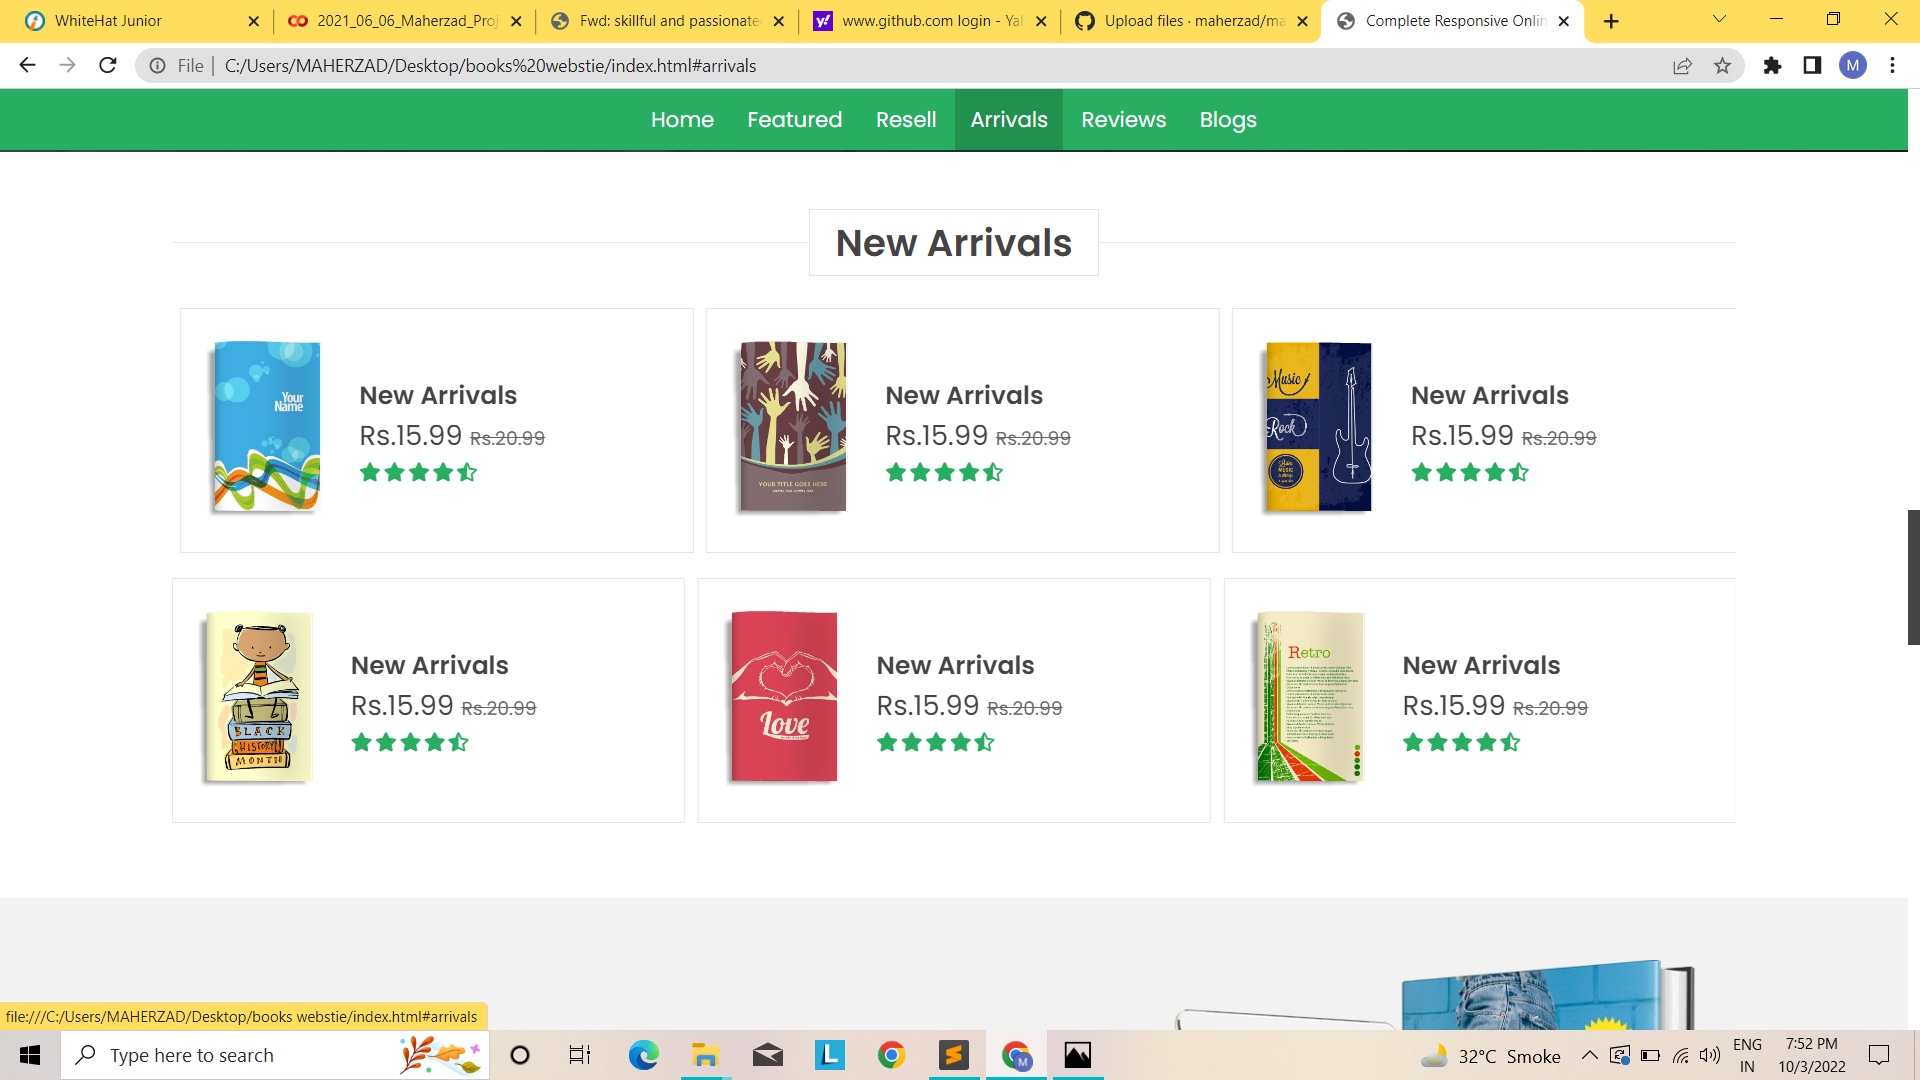 WhiteHat Junior
2021_06_06_Maherzad_Proj
Fwd: skillful and passionate
www.github.com login - Yah
Upload files · maherzad/ma
Complete Responsive Onlin
File
C:/Users/MAHERZAD/Desktop/books%20webstie/index.html#arrivals
M
Home Featured Resell Arrivals Reviews Blogs
New Arrivals
Your
Name
New Arrivals
Rs.15.99 Rs.20.99
YOUR TITLE GOES HERE
New Arrivals
Rs.15.99 Rs.20.99
Music
Rock
New Arrivals
Rs.15.99 Rs.20.99
BLACK
HISTORY
MONTH
New Arrivals
Rs.15.99 Rs.20.99
Love
New Arrivals
Rs.15.99 Rs.20.99
Retro
New Arrivals
Rs.15.99 Rs.20.99
file:///C:/Users/MAHERZAD/Desktop/books webstie/index.html#arrivals
Type here to search
L
M
32°C Smoke
ENG
IN
7:52 PM
10/3/2022